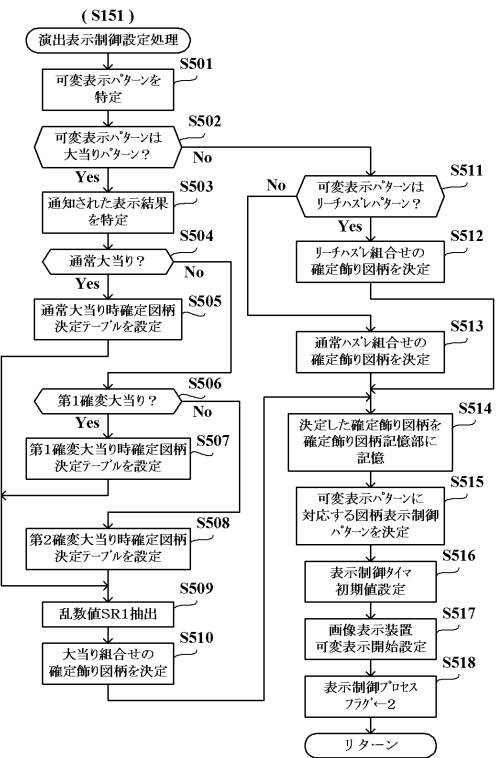 ( S151 )
演出表示制御設定処理
S501
可変表示パターンを
特定
S502
可変表示パターンは
大当りパターン？
No
Yes
S503
通知された表示結果
を特定
S504
通常大当り？
No
Yes
S505
通常大当り時確定図柄
決定テーブルを設定
S506
第1確変大当り？
No
Yes
S507
第1確変大当り時確定図柄
決定テーブルを設定
S508
第2確変大当り時確定図柄
決定テーブルを設定
S509
乱数値SR1抽出
S510
大当り組合せの
確定飾り図柄を決定
S511
No
可変表示パターンは
リーチハズレパターン？
Yes
S512
リーチハズレ組合せの
確定飾り図柄を決定
S513
通常ハズレ組合せの
確定飾り図柄を決定
S514
決定した確定飾り図柄を
確定飾り図柄記憶部に
記憶
S515
可変表示パターンに
対応する図柄表示制御
パターンを決定
S516
表示制御タイマ
初期値設定
S517
画像表示装置
可変表示開始設定
S518
表示制御プロセス
フラグ←2
リターン